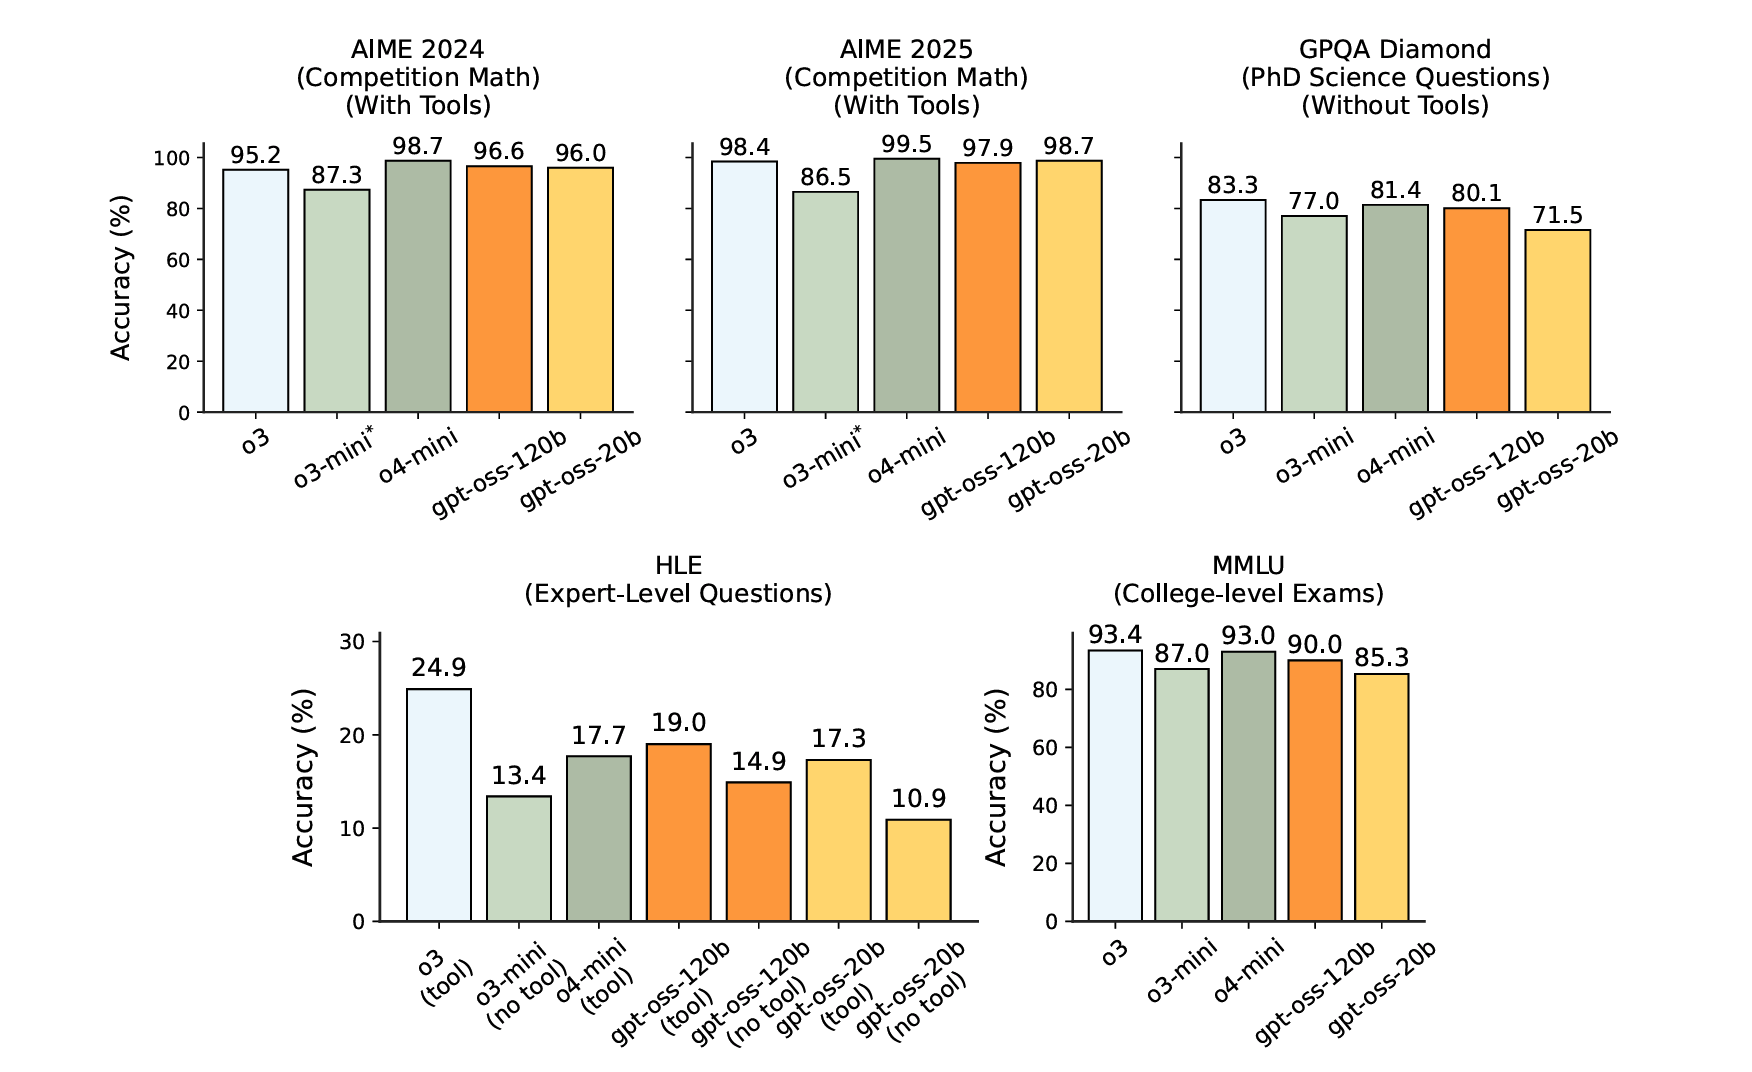 AIME 2024
(Competition Math)
(With Tools)
Accuracy (%)
100
80
60
40
20
0
95.2
87.3
98.7
96.6
96.0
o3
o3-mini*
o4-mini
gpt-oss-120b
gpt-oss-20b
AIME 2025
(Competition Math)
(With Tools)
98.4
86.5
99.5
97.9
98.7
o3
o3-mini*
o4-mini
gpt-oss-120b
gpt-oss-20b
GPQA Diamond
(PhD Science Questions)
(Without Tools)
83.3
77.0
81.4
80.1
71.5
o3
o3-mini
o4-mini
gpt-oss-120b
gpt-oss-20b
HLE
(Expert-Level Questions)
Accuracy (%)
30
20
10
0
24.9
13.4
17.7
19.0
14.9
17.3
10.9
o3
(tool)
o3-mini
(no tool)
o4-mini
(tool)
gpt-oss-120b
(tool)
gpt-oss-120b
(no tool)
gpt-oss-20b
(tool)
gpt-oss-20b
(no tool)
MMLU
(College-level Exams)
Accuracy (%)
80
60
40
20
0
93.4
87.0
93.0
90.0
85.3
o3
o3-mini
o4-mini
gpt-oss-120b
gpt-oss-20b